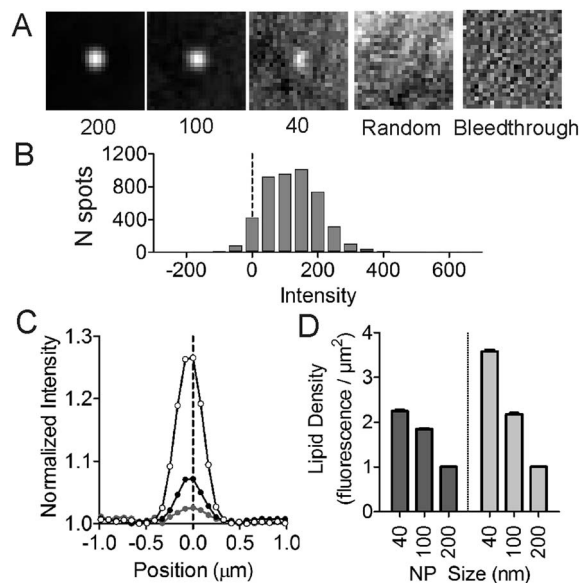 A
200 100 40 Random Bleedthrough
B
N spots
1200
800
400
0
-200 0 200 400 600
Intensity
C
Normalized Intensity
1.3
1.2
1.1
1.0
-1.0 -0.5 0.0 0.5 1.0
Position (μm)
D
Lipid Density
(fluorescence / μm²)
4
3
2
1
0
40 100 200 40 100 200
NP Size (nm)